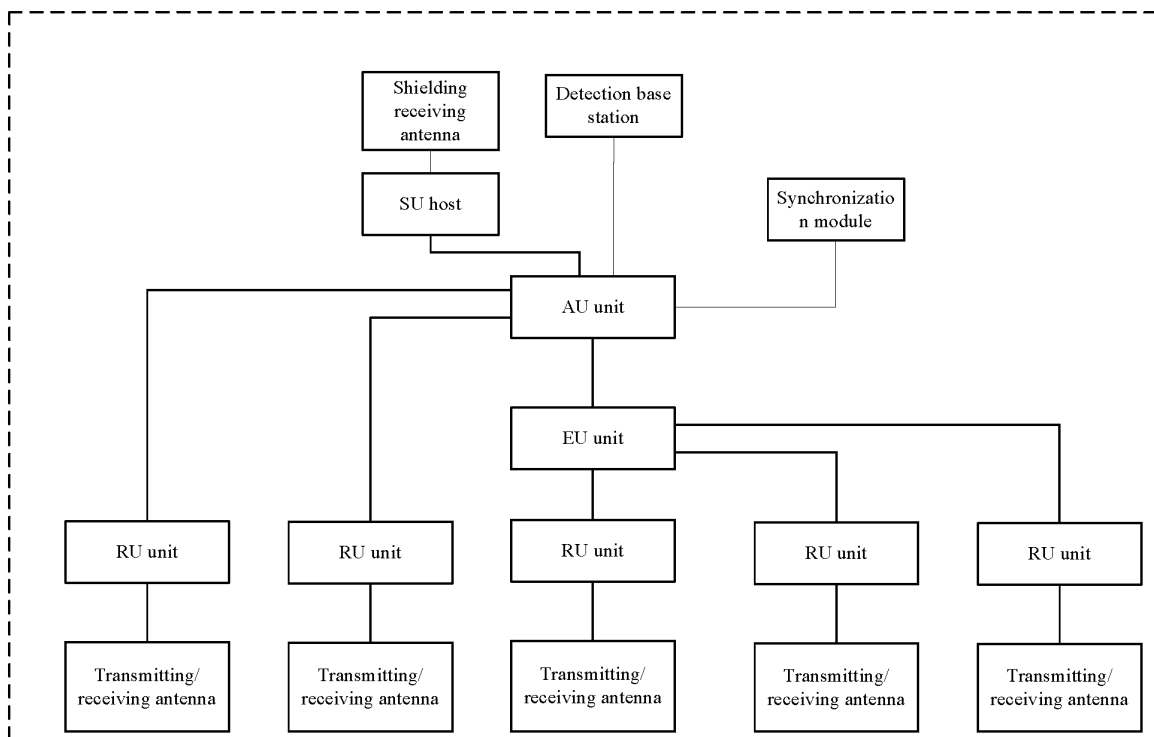 Shielding
receiving
antenna
Detection base
station
SU host
Synchronizatio
n module
AU unit
EU unit
RU unit
RU unit
RU unit
RU unit
RU unit
Transmitting/
receiving antenna
Transmitting/
receiving antenna
Transmitting/
receiving antenna
Transmitting/
receiving antenna
Transmitting/
receiving antenna